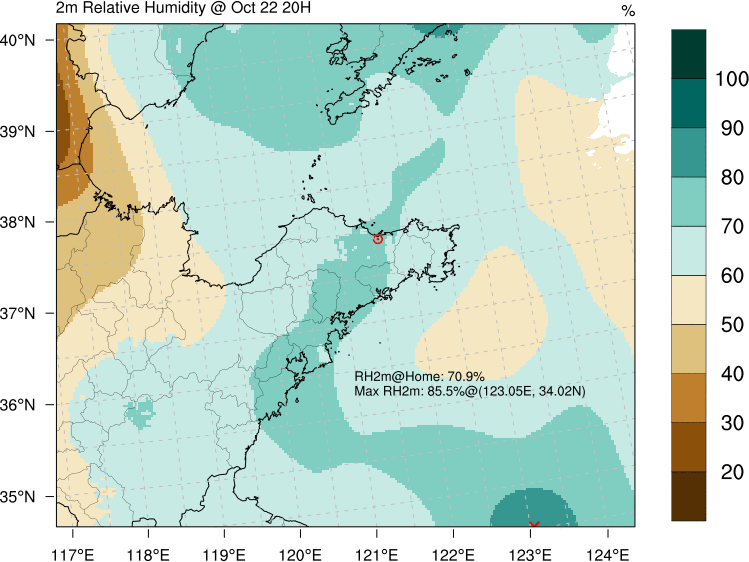 2m Relative Humidity @ Oct 22 20H
%
40°N
39°N
38°N
37°N
36°N
35°N
RH2m@Home: 70.9%
Max RH2m: 85.5%@(123.05E, 34.02N)
117°E 118°E 119°E 120°E 121°E 122°E 123°E 124°E
100
90
80
70
60
50
40
30
20